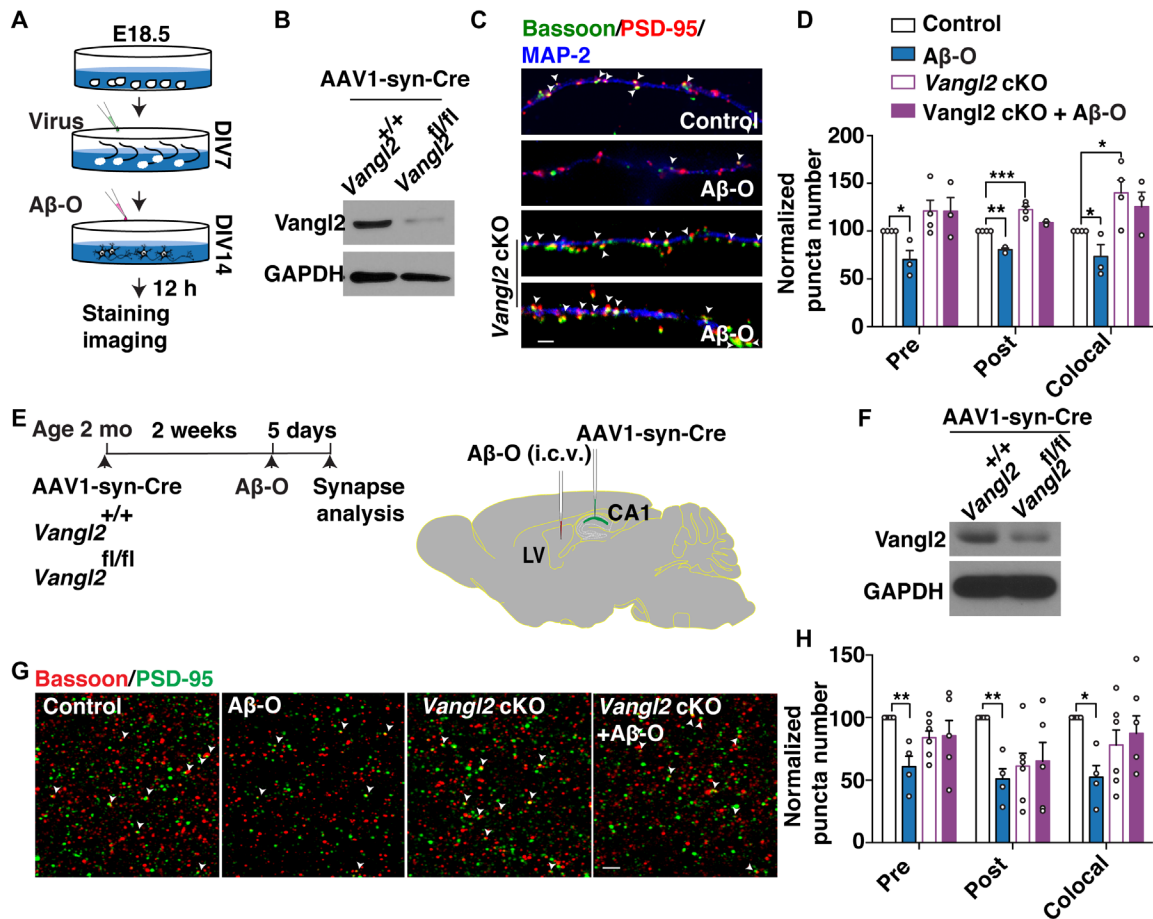 A
E18.5
Virus
DIV7
Aβ-O
DIV14
12 h
Staining
imaging
B
AAV1-syn-Cre
Vangl2+/+
Vangl2fl/fl
Vangl2
GAPDH
C
Bassoon/PSD-95/
MAP-2
Control
Aβ-O
Vangl2 cKO
Aβ-O
D
Control
Aβ-O
Vangl2 cKO
Vangl2 cKO + Aβ-O
Normalized
puncta number
200
150
100
50
0
*
**
***
*
*
Pre
Post
Colocal
E
Age 2 mo
2 weeks
5 days
AAV1-syn-Cre
Vangl2+/+
Vangl2fl/fl
Aβ-O
Synapse
analysis
AAV1-syn-Cre
Aβ-O (i.c.v.)
CA1
LV
F
AAV1-syn-Cre
Vangl2+/+
Vangl2fl/fl
Vangl2
GAPDH
G
Bassoon/PSD-95
Control
Aβ-O
Vangl2 cKO
Vangl2 cKO
+Aβ-O
H
Normalized
puncta number
150
100
50
0
**
**
*
Pre
Post
Colocal